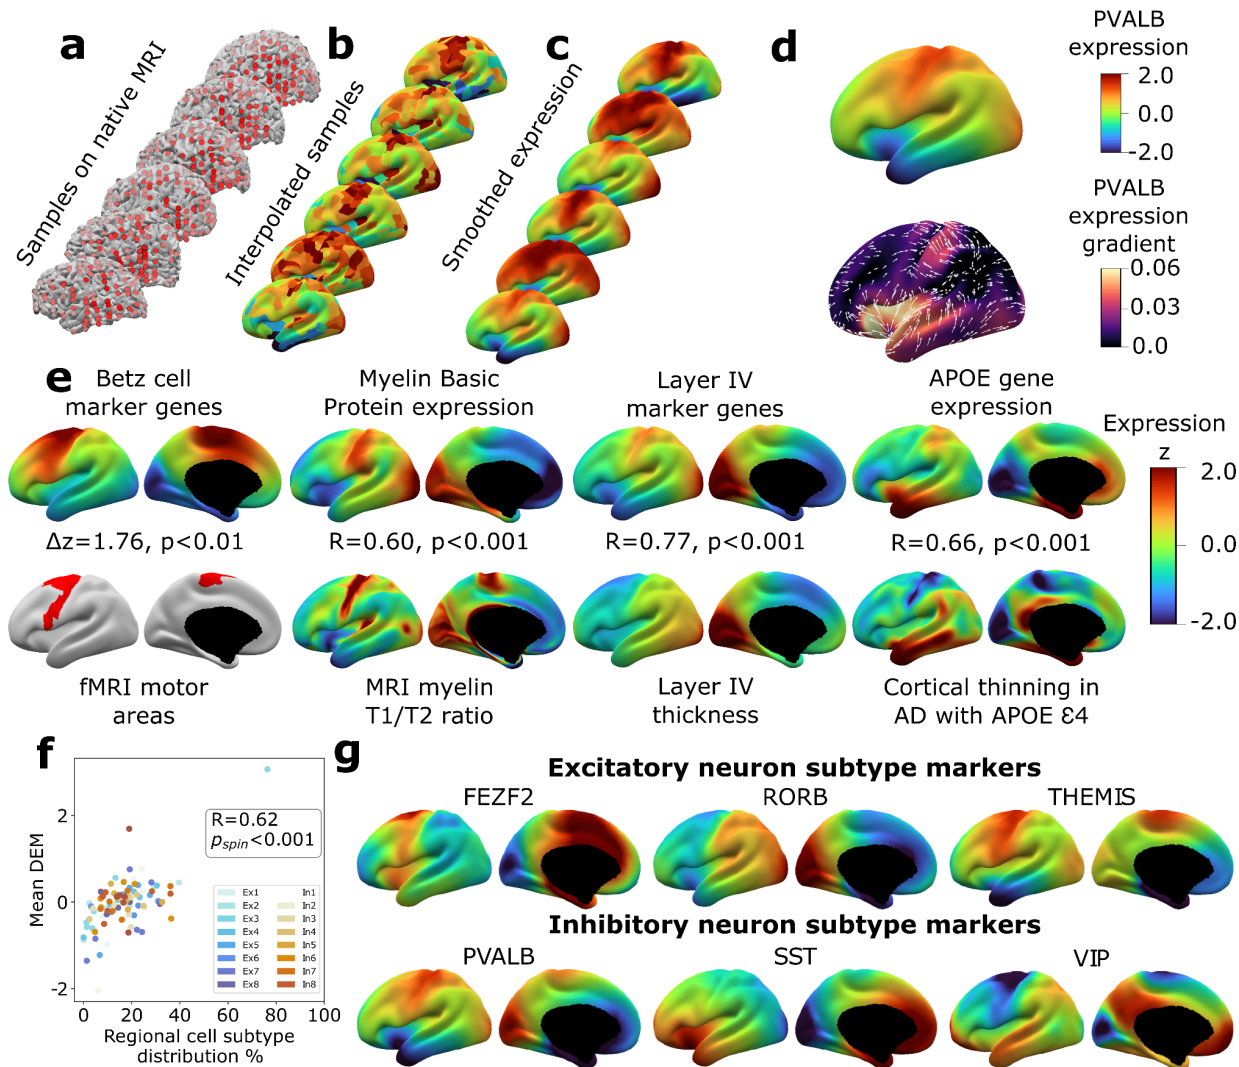 a
Samples on native MRI
b
Interpolated samples
c
Smoothed expression
d
PVALB
expression
2.0
0.0
-2.0
PVALB
expression
gradient
0.06
0.03
0.0
e
Betz cell
marker genes
Myelin Basic
Protein expression
Layer IV
marker genes
APOE gene
expression
Expression
z
2.0
0.0
-2.0
Δz=1.76, p<0.01
R=0.60, p<0.001
R=0.77, p<0.001
R=0.66, p<0.001
fMRI motor
areas
MRI myelin
T1/T2 ratio
Layer IV
thickness
Cortical thinning in
AD with APOE Ɛ4
f
Mean DEM
2
0
-2
R=0.62
pspin<0.001
Ex1
Ex2
Ex3
Ex4
Ex5
Ex6
Ex7
Ex8
In1
In2
In3
In4
In5
In6
In7
In8
0 20 40 60 80 100
Regional cell subtype
distribution %
g
Excitatory neuron subtype markers
FEZF2
RORB
THEMIS
Inhibitory neuron subtype markers
PVALB
SST
VIP